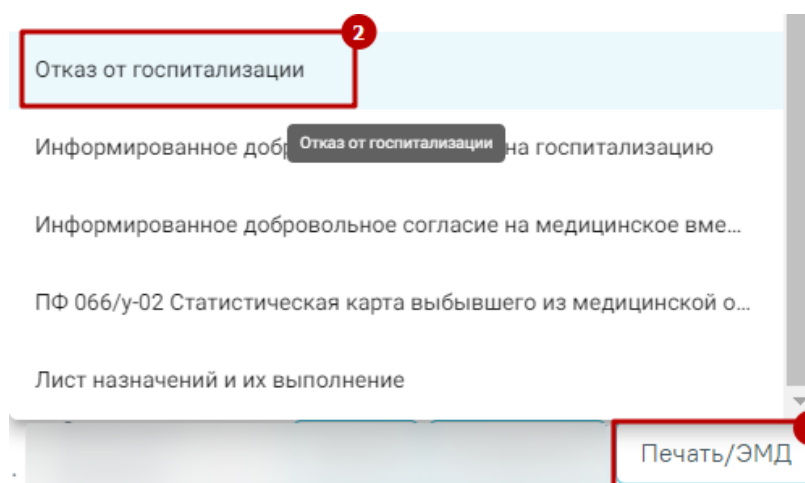 2
Отказ от госпитализации
Отказ от госпитализации
Информированное добр на госпитализацию
Информированное добровольное согласие на медицинское вме...
ПФ 066/у-02 Статистическая карта выбывшего из медицинской о...
Лист назначений и их выполнение
Печать/ЭМД